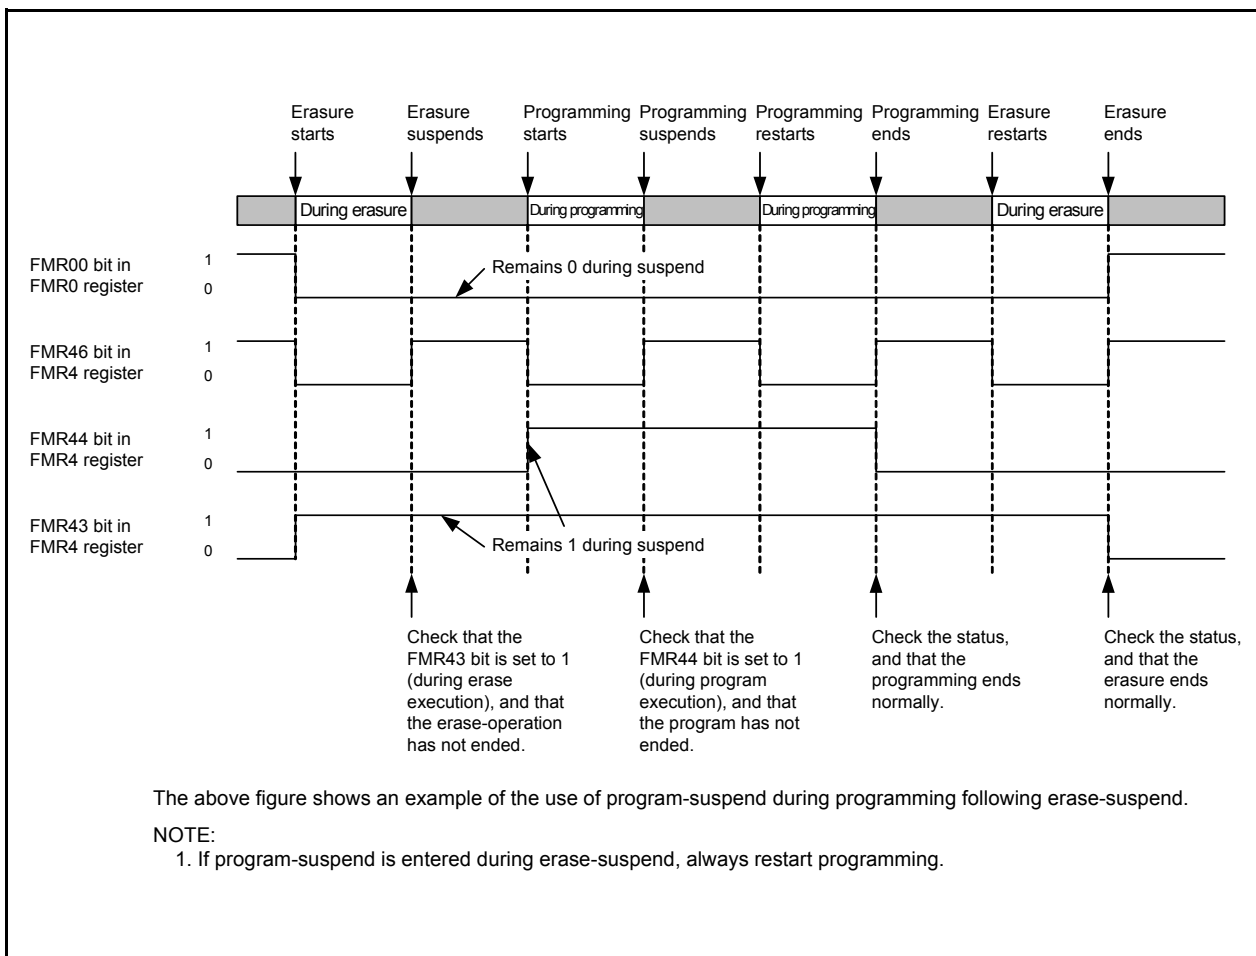 Erasure starts
Erasure suspends
Programming starts
Programming suspends
Programming restarts
Programming ends
Erasure restarts
Erasure ends
During erasure
During programming
During programming
During erasure
FMR00 bit in
FMR0 register
1
0
Remains 0 during suspend
FMR46 bit in
FMR4 register
1
0
FMR44 bit in
FMR4 register
1
0
FMR43 bit in
FMR4 register
1
0
Remains 1 during suspend
Check that the
FMR43 bit is set to 1
(during erase
execution), and that
the erase-operation
has not ended.
Check that the
FMR44 bit is set to 1
(during program
execution), and that
the program has not
ended.
Check the status,
and that the
programming ends
normally.
Check the status,
and that the
erasure ends
normally.
The above figure shows an example of the use of program-suspend during programming following erase-suspend.
NOTE:
1. If program-suspend is entered during erase-suspend, always restart programming.